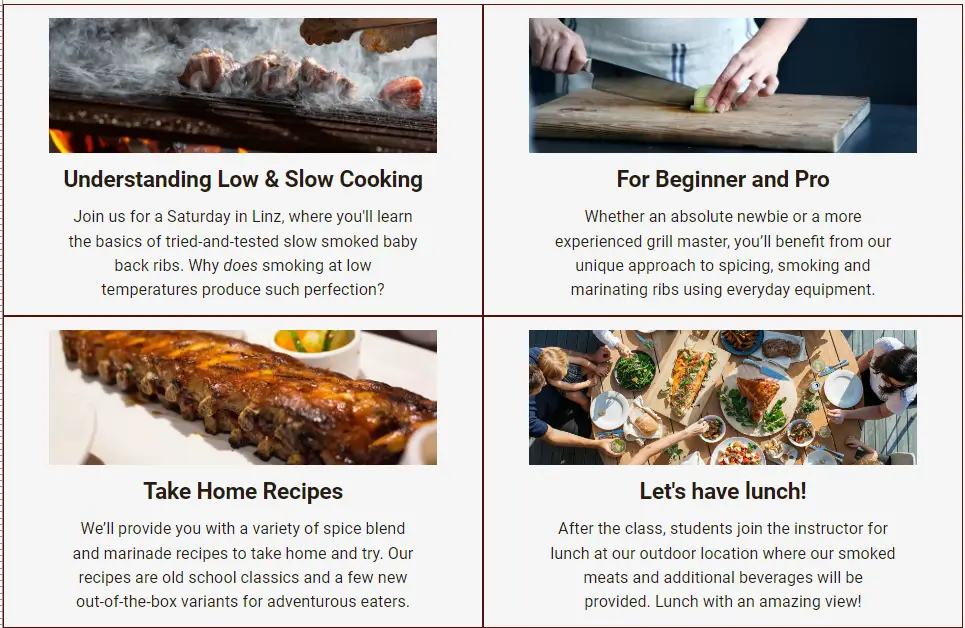 Understanding Low & Slow Cooking
Join us for a Saturday in Linz, where you'll learn
the basics of tried-and-tested slow smoked baby
back ribs. Why does smoking at low
temperatures produce such perfection?
For Beginner and Pro
Whether an absolute newbie or a more
experienced grill master, you’ll benefit from our
unique approach to spicing, smoking and
marinating ribs using everyday equipment.
Take Home Recipes
We’ll provide you with a variety of spice blend
and marinade recipes to take home and try. Our
recipes are old school classics and a few new
out-of-the-box variants for adventurous eaters.
Let's have lunch!
After the class, students join the instructor for
lunch at our outdoor location where our smoked
meats and additional beverages will be
provided. Lunch with an amazing view!